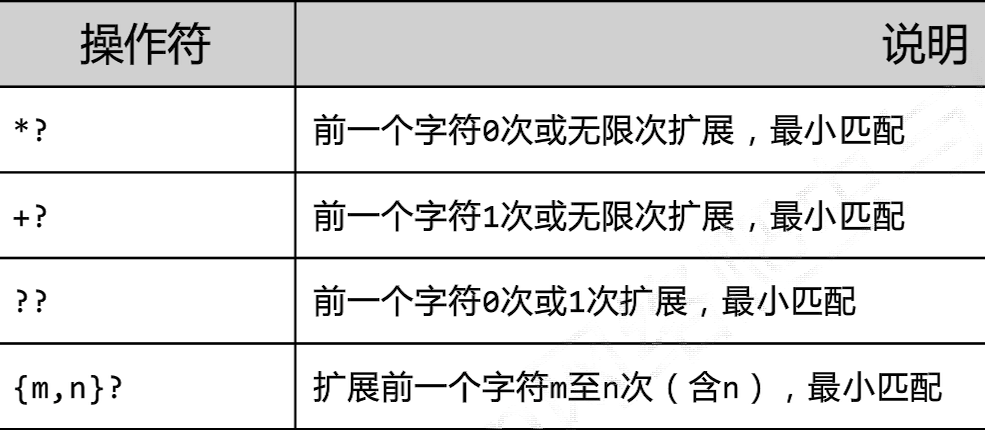 操作符 说明
*? 前一个字符0次或无限次扩展，最小匹配
+? 前一个字符1次或无限次扩展，最小匹配
?? 前一个字符0次或1次扩展，最小匹配
{m,n}? 扩展前一个字符m至n次（含n），最小匹配